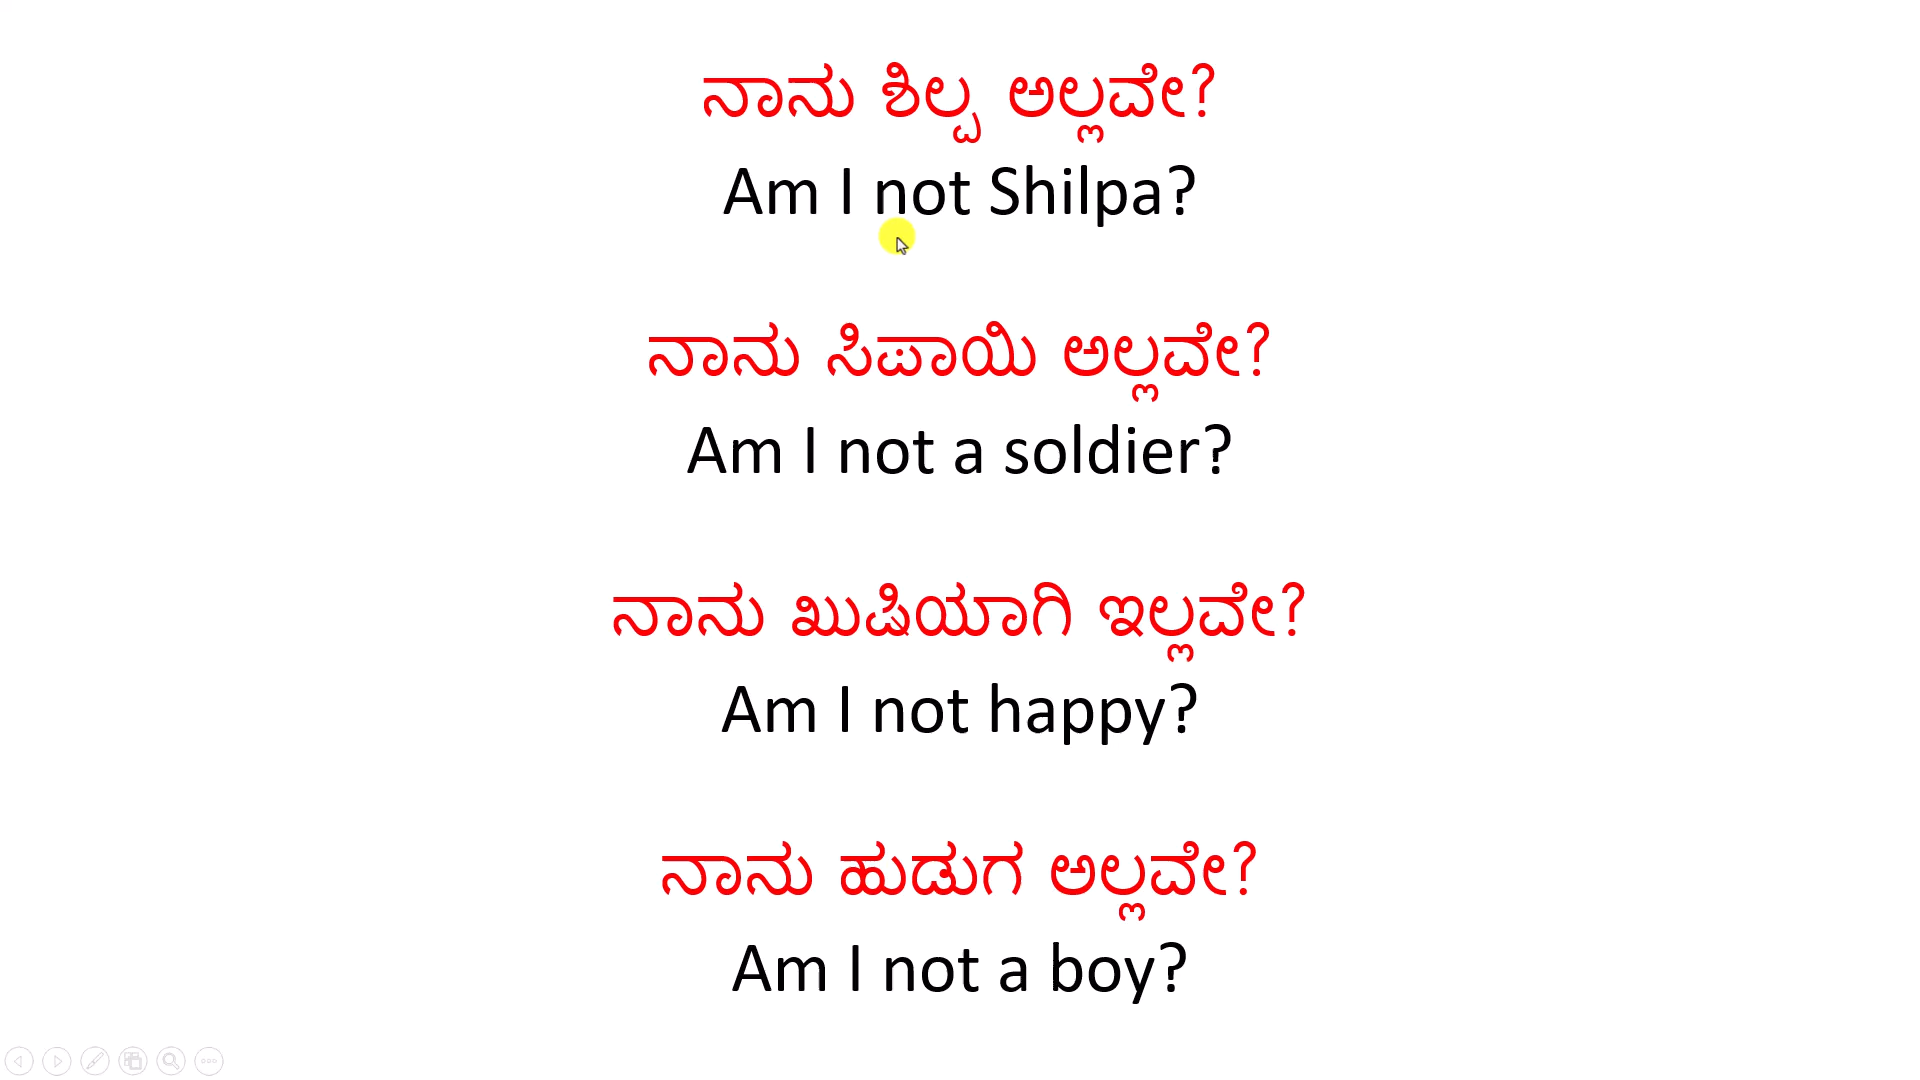 ನಾನು ಶಿಲ್ಪ ಅಲ್ಲವೇ?
Am I not Shilpa?
ನಾನು ಸಿಪಾಯಿ ಅಲ್ಲವೇ?
Am I not a soldier?
ನಾನು ಖುಷಿಯಾಗಿ ಇಲ್ಲವೇ?
Am I not happy?
ನಾನು ಹುಡುಗ ಅಲ್ಲವೇ?
Am I not a boy?